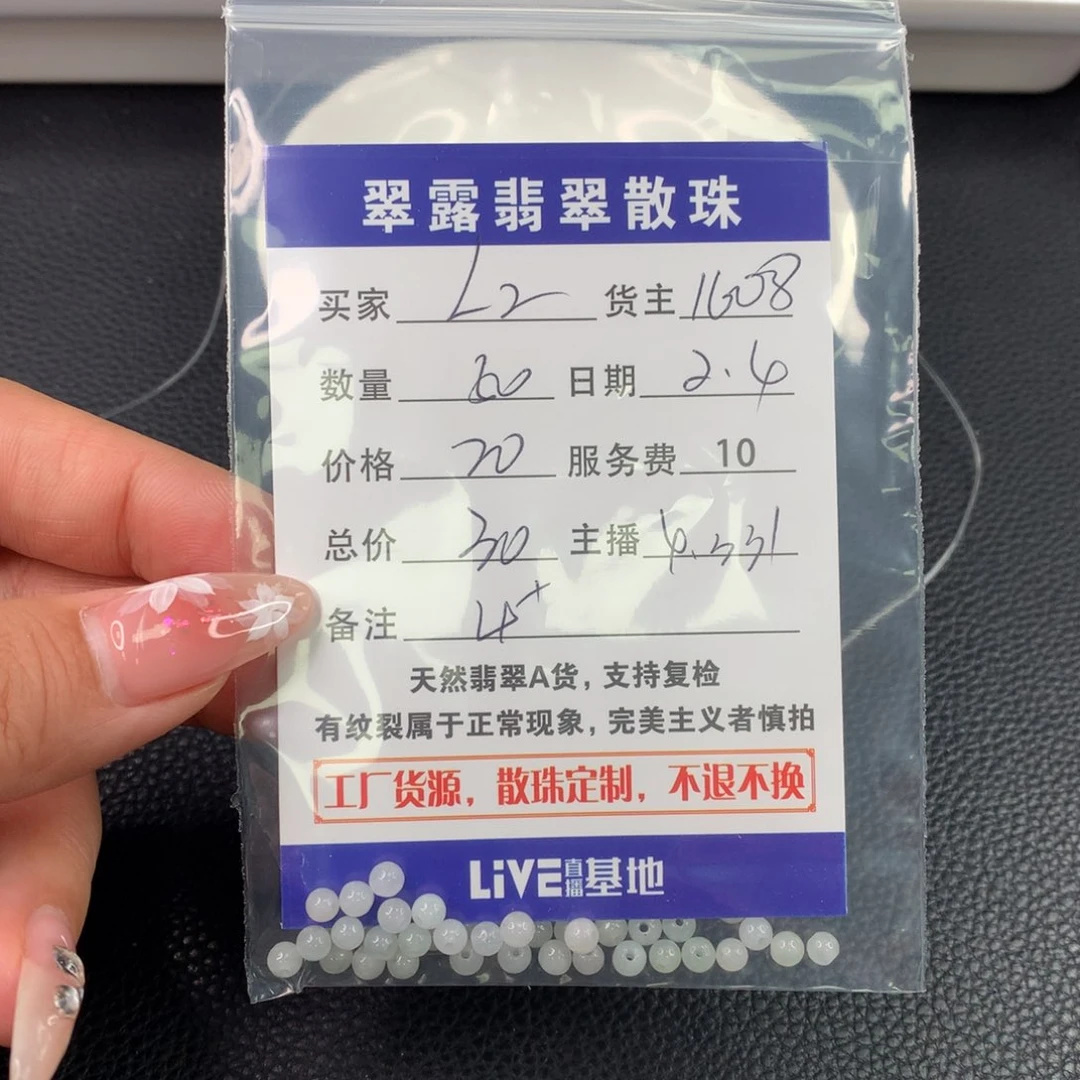 翠露翡翠散珠
买家 L2 货主 1608
数量 60 日期 2.4
价格 20 服务费 10
总价 30 主播
备注 4+
天然翡翠A货，支持复检
有纹裂属于正常现象，完美主义者慎拍
工厂货源，散珠定制，不退不换
LiVE直播基地